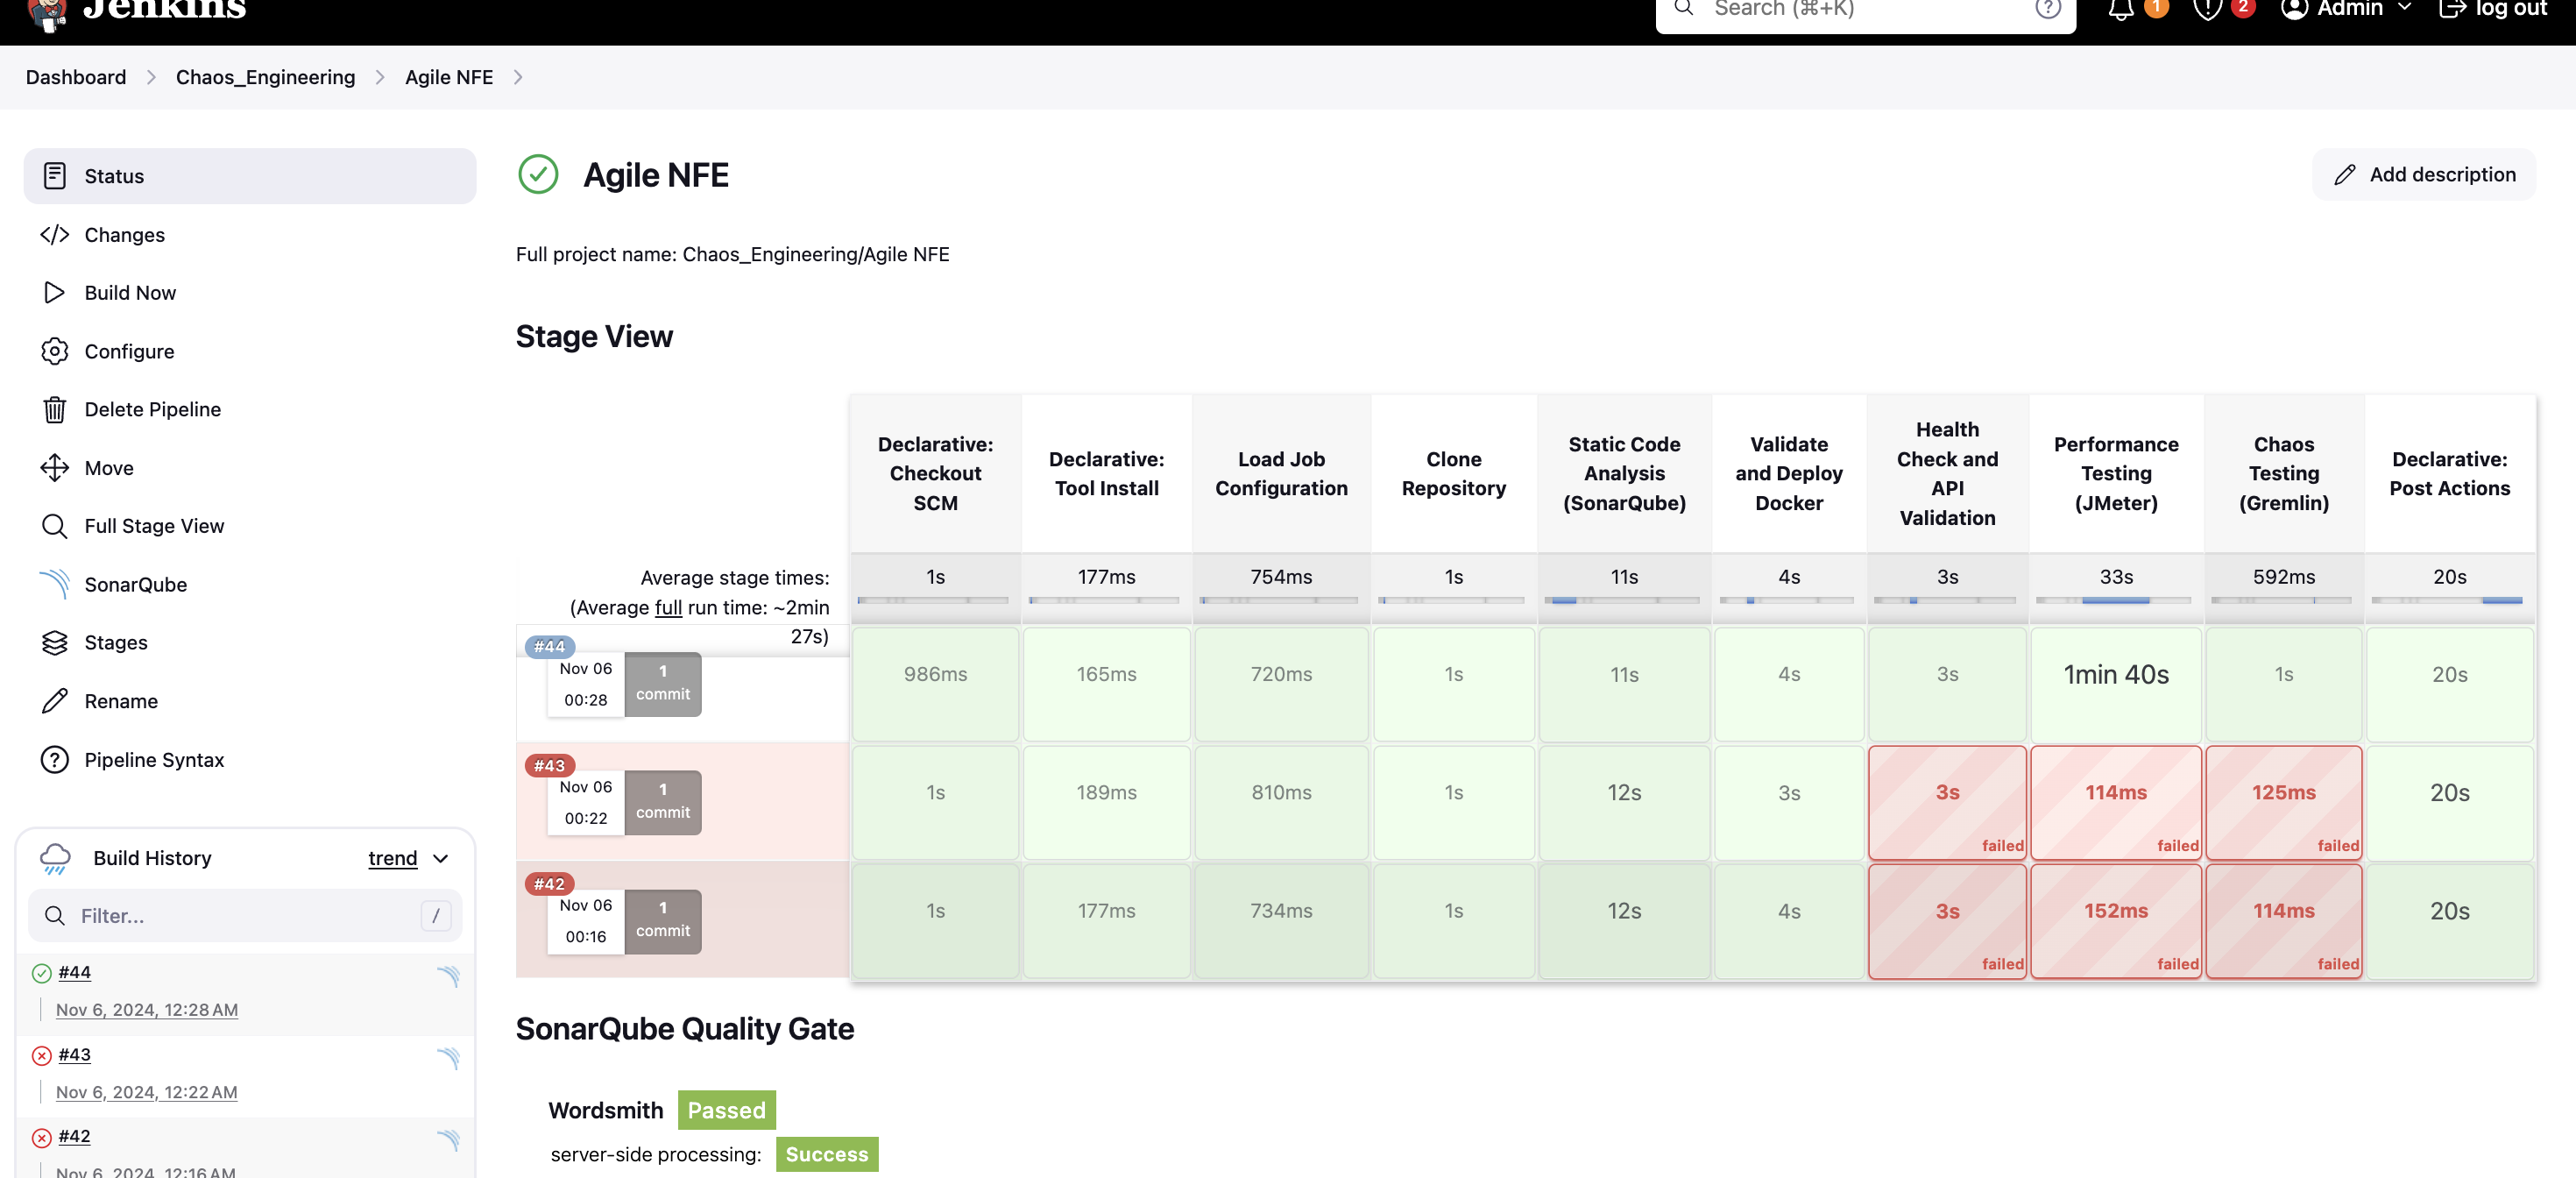 Jenkins
Search (⌘+K)
1
2
Admin
log out
Dashboard
Chaos_Engineering
Agile NFE
Status
Changes
Build Now
Configure
Delete Pipeline
Move
Full Stage View
SonarQube
Stages
Rename
Pipeline Syntax
Build History
trend
Filter...
/
#44
Nov 6, 2024, 12:28 AM
#43
Nov 6, 2024, 12:22 AM
#42
Nov 6, 2024, 12:16 AM
Agile NFE
Add description
Full project name: Chaos_Engineering/Agile NFE
Stage View
Declarative: Checkout SCM
Declarative: Tool Install
Load Job Configuration
Clone Repository
Static Code Analysis (SonarQube)
Validate and Deploy Docker
Health Check and API Validation
Performance Testing (JMeter)
Chaos Testing (Gremlin)
Declarative: Post Actions
Average stage times:
(Average full run time: ~2min
27s)
1s 177ms 754ms 1s 11s 4s 3s 33s 592ms 20s
#44
Nov 06
00:28
1
commit
986ms 165ms 720ms 1s 11s 4s 3s 1min 40s 1s 20s
#43
Nov 06
00:22
1
commit
1s 189ms 810ms 1s 12s 3s 3s 114ms 125ms 20s
failed failed failed
#42
Nov 06
00:16
1
commit
1s 177ms 734ms 1s 12s 4s 3s 152ms 114ms 20s
failed failed failed
SonarQube Quality Gate
Wordsmith Passed
server-side processing: Success